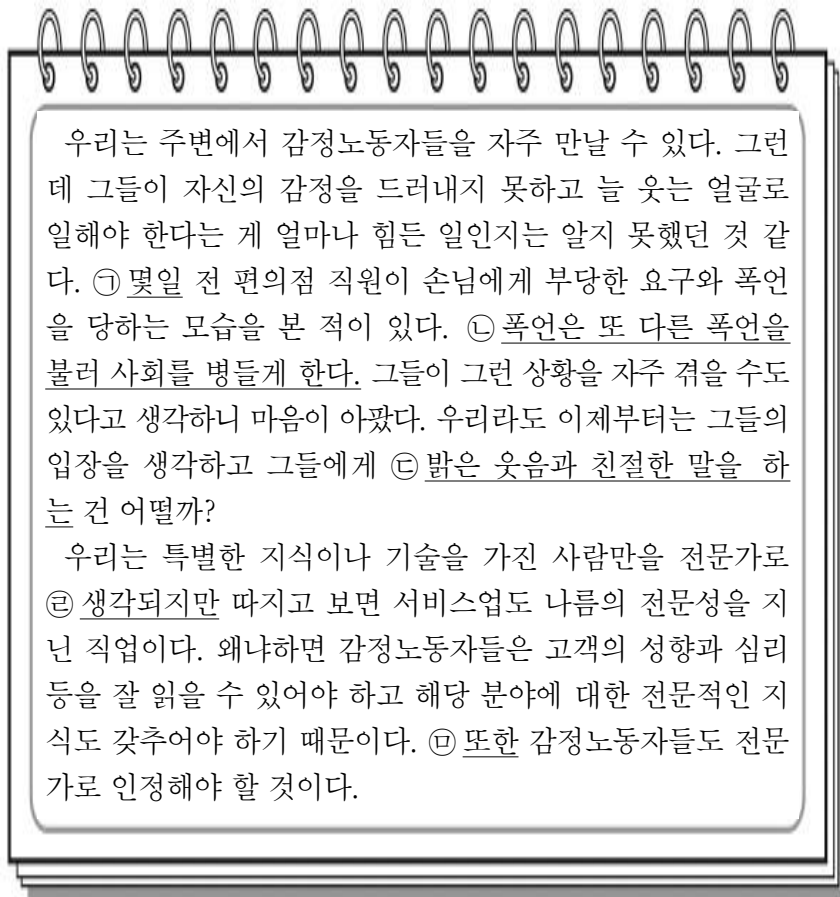 우리는 주변에서 감정노동자들을 자주 만날 수 있다. 그런
데 그들이 자신의 감정을 드러내지 못하고 늘 웃는 얼굴로
일해야 한다는 게 얼마나 힘든 일인지는 알지 못했던 것 같
다. ㉠몇일 전 편의점 직원이 손님에게 부당한 요구와 폭언
을 당하는 모습을 본 적이 있다. ㉡폭언은 또 다른 폭언을
불러 사회를 병들게 한다. 그들이 그런 상황을 자주 겪을 수도
있다고 생각하니 마음이 아팠다. 우리라도 이제부터는 그들의
입장을 생각하고 그들에게 ㉢밝은 웃음과 친절한 말을 하
는 건 어떨까?
우리는 특별한 지식이나 기술을 가진 사람만을 전문가로
㉣생각되지만 따지고 보면 서비스업도 나름의 전문성을 지
닌 직업이다. 왜냐하면 감정노동자들은 고객의 성향과 심리
등을 잘 읽을 수 있어야 하고 해당 분야에 대한 전문적인 지
식도 갖추어야 하기 때문이다. ㉤또한 감정노동자들도 전문
가로 인정해야 할 것이다.